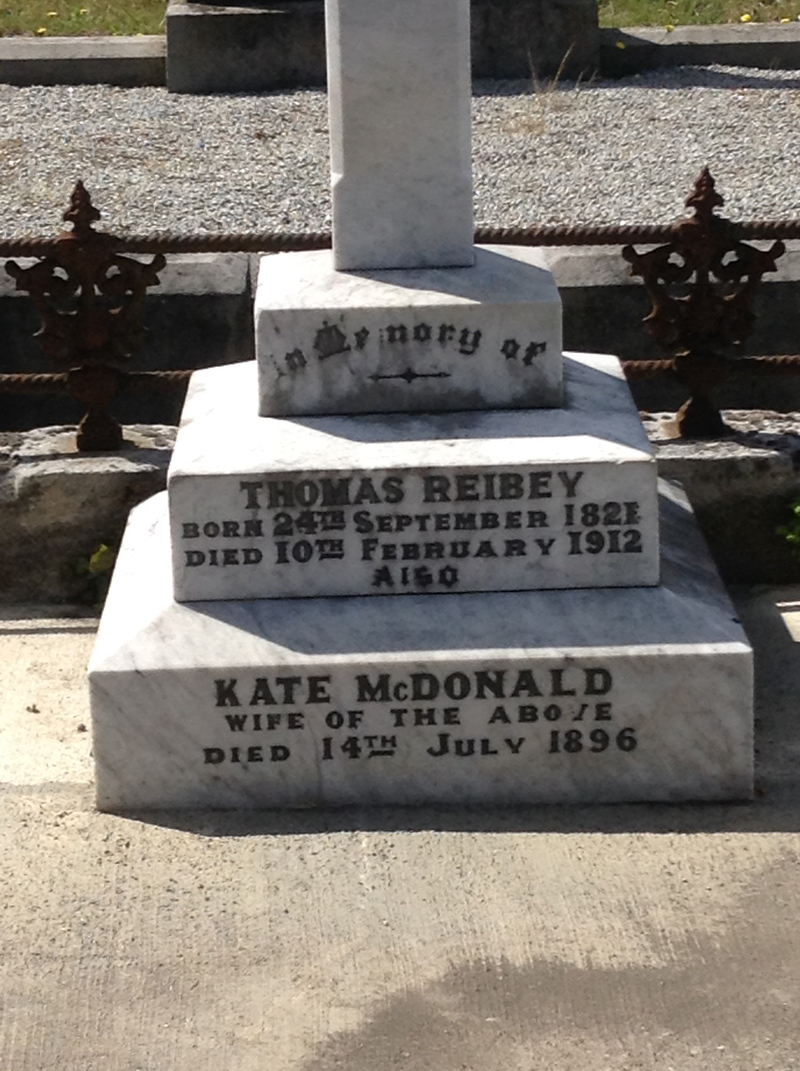 In Memory of
THOMAS REIBEY
BORN 24TH SEPTEMBER 1821
DIED 10TH FEBRUARY 1912
ALSO
KATE McDONALD
WIFE OF THE ABOVE
DIED 14TH JULY 1896